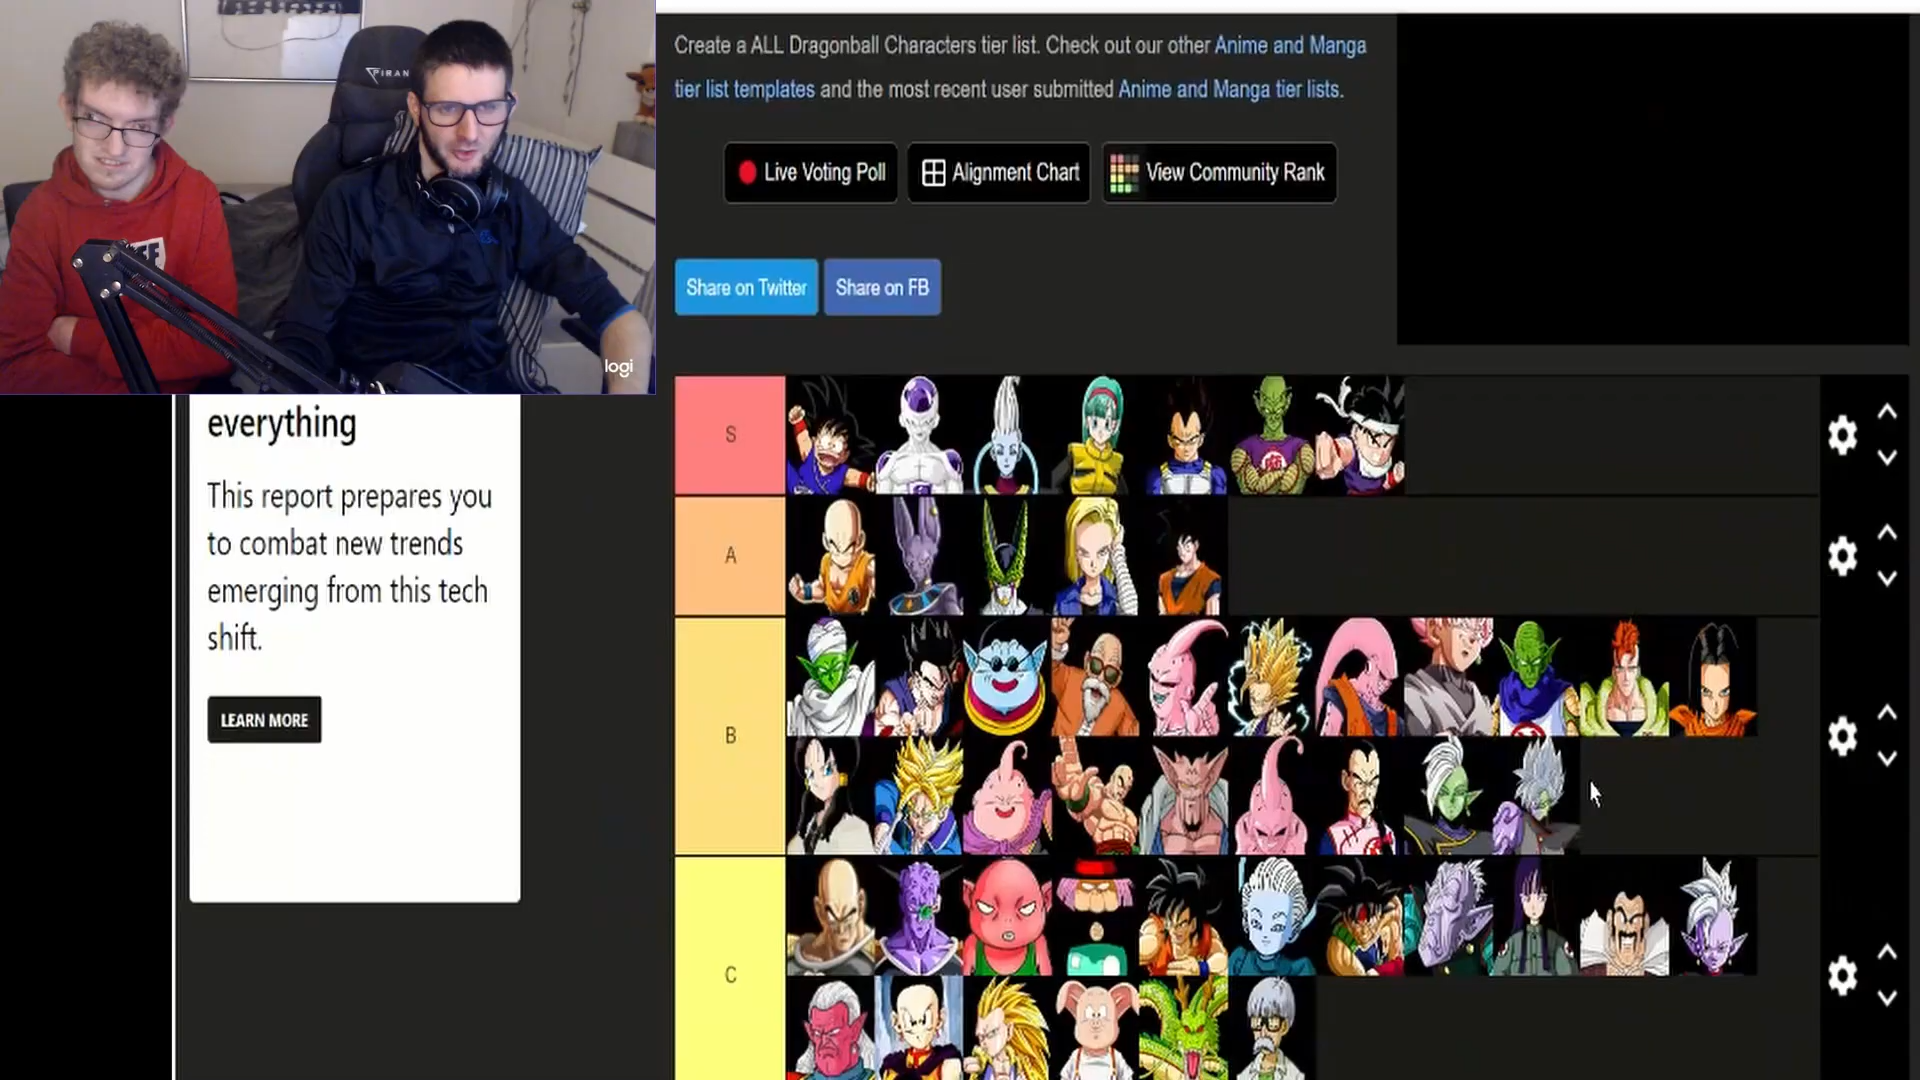 PIRAN
logi
everything
This report prepares you
to combat new trends
emerging from this tech
shift.
LEARN MORE
Create a ALL Dragonball Characters tier list. Check out our other Anime and Manga
tier list templates and the most recent user submitted Anime and Manga tier lists.
Live Voting Poll
Alignment Chart
View Community Rank
Share on Twitter
Share on FB
S
A
B
C